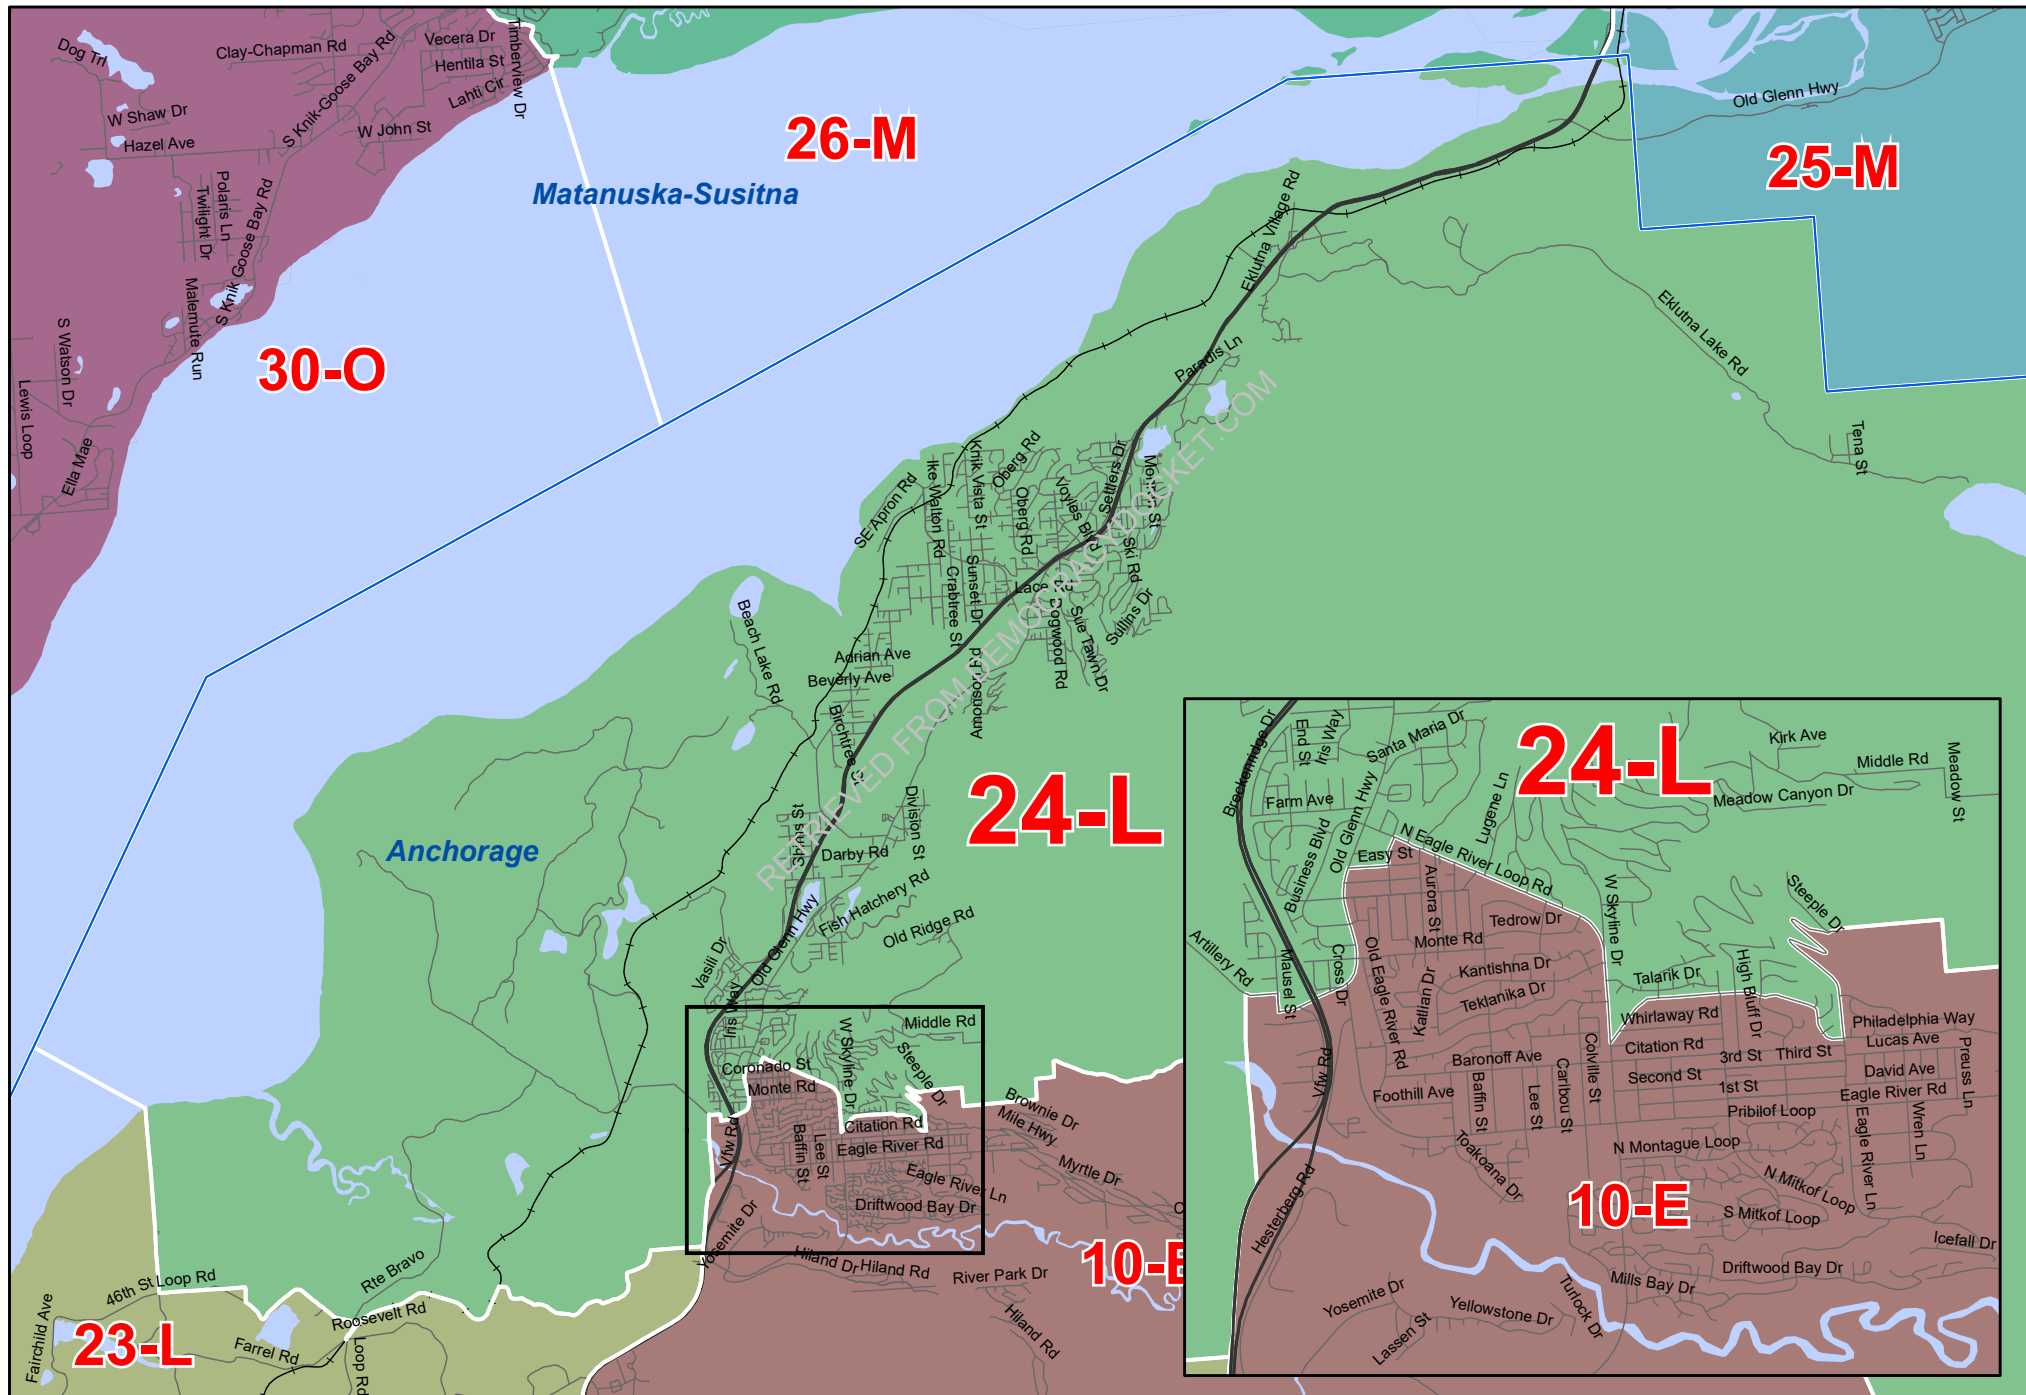 Dog Trl
Clay-Chapman Rd
Vecera Dr
Hentila St
Lahti Cir
Timberview Dr
S Knik-Goose Bay Rd
W Shaw Dr
W John St
Hazel Ave
Polaris Ln
Twilight Dr
S Knik Goose Bay Rd
Malemute Run
S Watson Dr
Lewis Loop
Ella Mae
30-O
26-M
Matanuska-Susitna
25-M
Old Glenn Hwy
Eklutna Village Rd
Eklutna Lake Rd
Tena St
Paradis Ln
Settlers Dr
Oberg Rd
Knik Vista St
Ike Walton Rd
SE Apron Rd
Oberg Rd
Voyles Blvd
Ski Rd
Sunset Dr
Crabtree St
Dogwood Rd
Sue Tawn Dr
Sullins Dr
Beach Lake Rd
Adrian Ave
Beverly Ave
Birchtree St
RETRIEVED FROM DEMOCRACYDOCKET.COM
24-L
Anchorage
Division St
Darby Rd
Fish Hatchery Rd
Old Ridge Rd
Old Glenn Hwy
Vasili Dr
Iris Way
W Skyline Dr
Middle Rd
Steeple Dr
Coronado St
Monte Rd
Citation Rd
Eagle River Rd
Vfw Rd
Baffin St
Lee St
Eagle River Ln
Driftwood Bay Dr
Brownie Dr
Mile Hwy
Myrtle Dr
Yosemite Dr
Hiland Dr
Hiland Rd
River Park Dr
Hiland Rd
10-E
Rte Bravo
46th St
Loop Rd
Roosevelt Rd
Fairchild Ave
23-L
Farrel Rd
Loop Rd
Breckenridge Dr
End St
Iris Way
Santa Maria Dr
24-L
Kirk Ave
Middle Rd
Meadow St
Meadow Canyon Dr
Farm Ave
Old Glenn Hwy
Business Blvd
Lugene Ln
N Eagle River Loop Rd
Easy St
Aurora St
Tedrow Dr
W Skyline Dr
Steeple Dr
Artillery Rd
Mausel St
Cross Dr
Old Eagle River Rd
Monte Rd
Kantishna Dr
Katlian Dr
Teklanika Dr
Talarik Dr
High Bluff Dr
Whirlaway Rd
Philadelphia Way
Lucas Ave
Citation Rd
3rd St
Third St
Preuss Ln
Vfw Rd
Baronoff Ave
Colville St
Caribou St
Second St
1st St
David Ave
Eagle River Rd
Foothill Ave
Baffin St
Lee St
Pribilof Loop
Wren Ln
Toakoana Dr
N Montague Loop
Eagle River Ln
Hesterberg Rd
10-E
N Mitkof Loop
S Mitkof Loop
Icefall Dr
Driftwood Bay Dr
Mills Bay Dr
Turlock Dr
Yosemite Dr
Yellowstone Dr
Lassen St